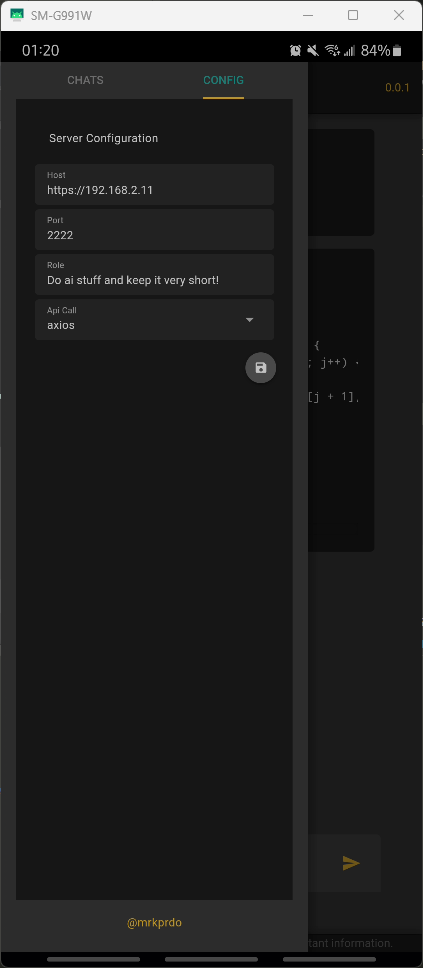 SM-G991W
01:20
84%
CHATS
CONFIG
0.0.1
Server Configuration
Host
https://192.168.2.11
Port
2222
Role
Do ai stuff and keep it very short!
Api Call
axios
{
; j++)
[j + 1],
@mrkprdo
tant information.